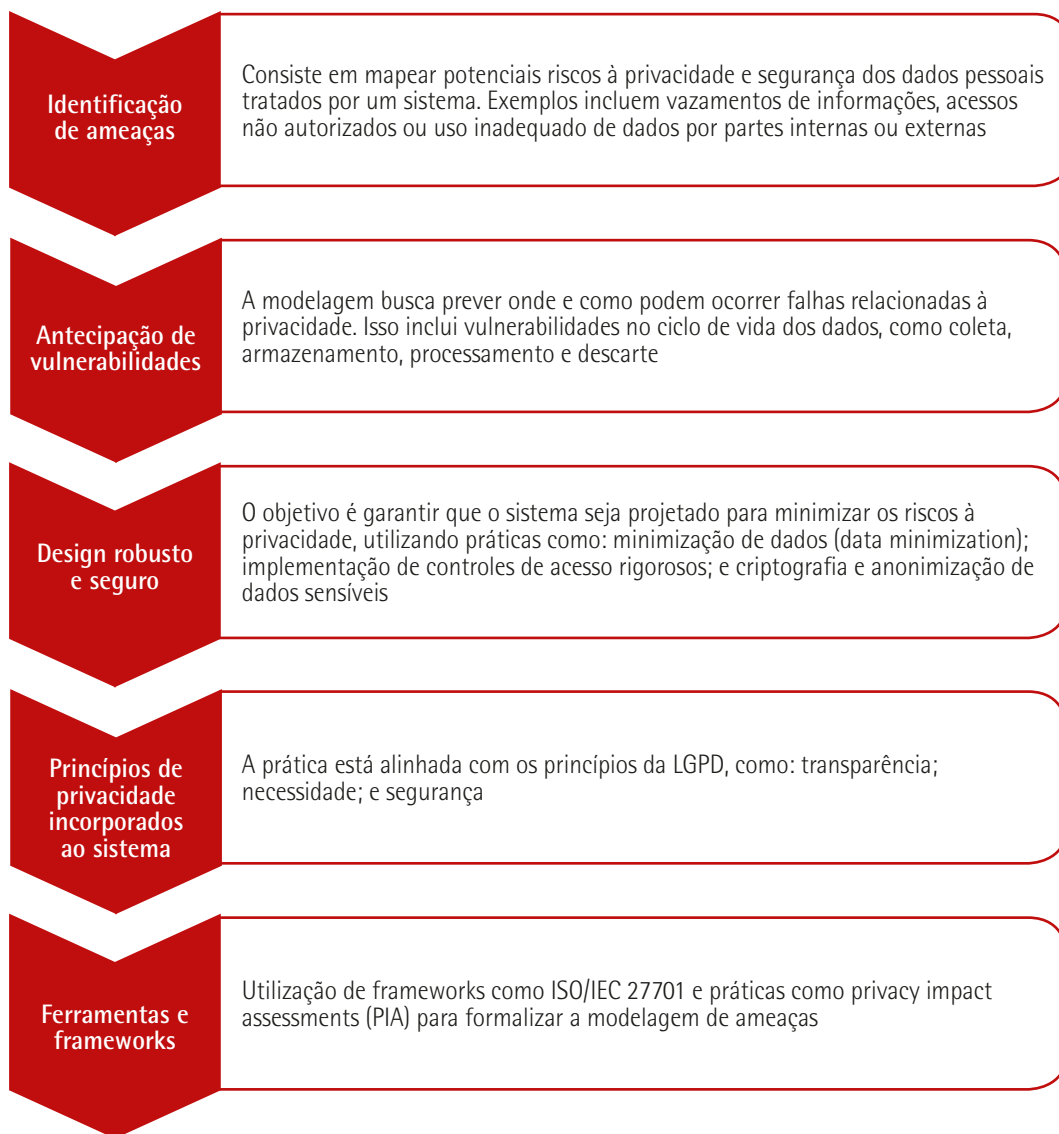 Identificação
de ameaças
Consiste em mapear potenciais riscos à privacidade e segurança dos dados pessoais
tratados por um sistema. Exemplos incluem vazamentos de informações, acessos
não autorizados ou uso inadequado de dados por partes internas ou externas
Antecipação de
vulnerabilidades
A modelagem busca prever onde e como podem ocorrer falhas relacionadas à
privacidade. Isso inclui vulnerabilidades no ciclo de vida dos dados, como coleta,
armazenamento, processamento e descarte
Design robusto
e seguro
O objetivo é garantir que o sistema seja projetado para minimizar os riscos à
privacidade, utilizando práticas como: minimização de dados (data minimization);
implementação de controles de acesso rigorosos; e criptografia e anonimização de
dados sensíveis
Princípios de
privacidade
incorporados
ao sistema
A prática está alinhada com os princípios da LGPD, como: transparência;
necessidade; e segurança
Ferramentas e
frameworks
Utilização de frameworks como ISO/IEC 27701 e práticas como privacy impact
assessments (PIA) para formalizar a modelagem de ameaças